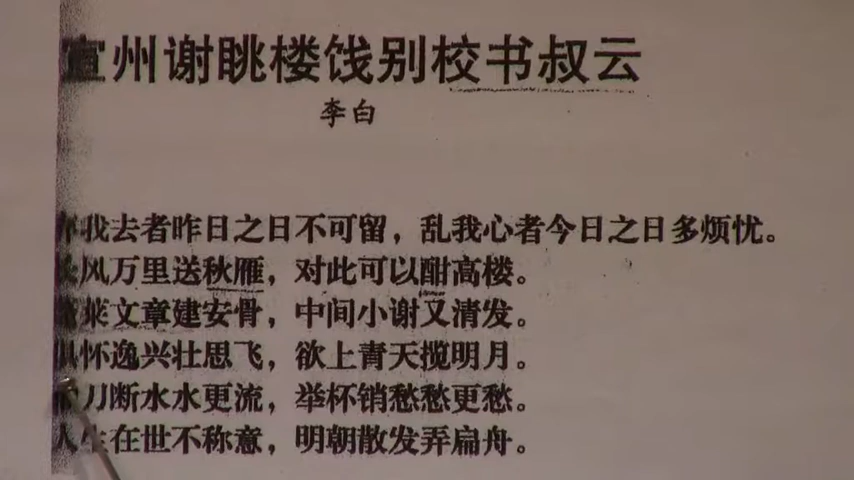 宣州谢眺楼饯别校书叔云
李白
我去者昨日之日不可留，乱我心者今日之日多烦忧。
风万里送秋雁，对此可以酣高楼。
莱文章建安骨，中间小谢又清发。
俱怀逸兴壮思飞，欲上青天揽明月。
刀断水水更流，举杯销愁愁更愁。
人生在世不称意，明朝散发弄扁舟。